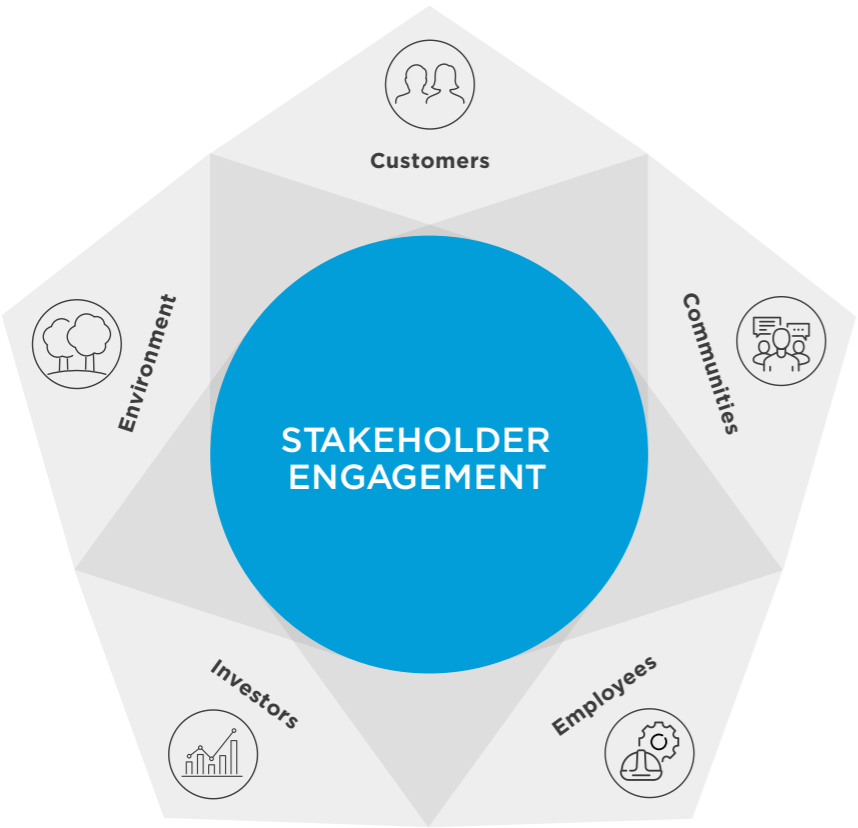 Customers
Communities
Environment
STAKEHOLDER
ENGAGEMENT
Investors
Employees